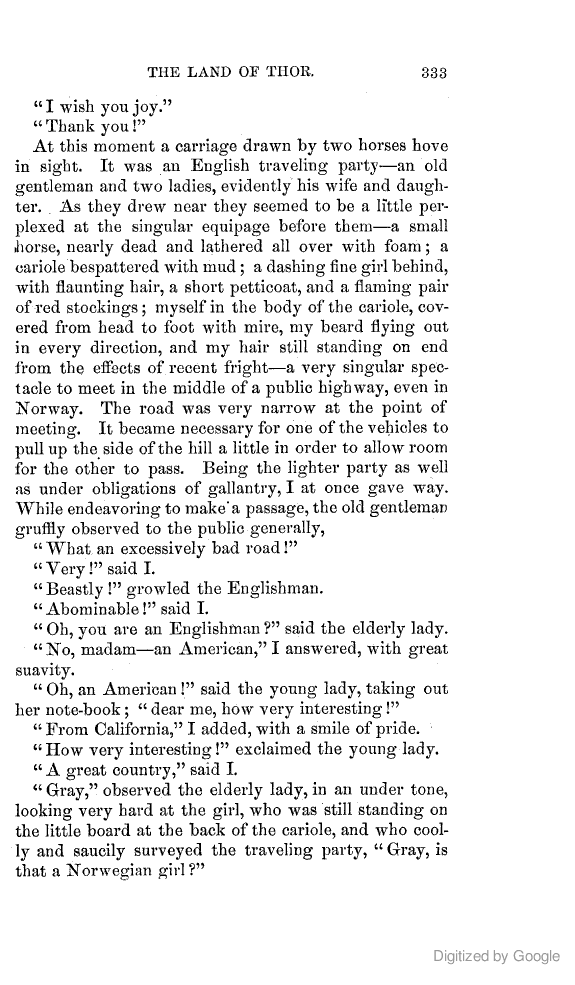 THE LAND OF THOR. 333
“I wish you joy.”
“Thank you!”
At this moment a carriage drawn by two horses hove
in sight. It was an English traveling party—an old
gentleman and two ladies, evidently his wife and daugh-
ter. As they drew near they seemed to be a little per-
plexed at the singular equipage before them—a small
horse, nearly dead and lathered all over with foam; a
cariole bespattered with mud; a dashing fine girl behind,
with flaunting hair, a short petticoat, and a flaming pair
of red stockings; myself in the body of the cariole, cov-
ered from head to foot with mire, my beard flying out
in every direction, and my hair still standing on end
from the effects of recent fright—a very singular spec-
tacle to meet in the middle of a public highway, even in
Norway. The road was very narrow at the point of
meeting. It became necessary for one of the vehicles to
pull up the side of the hill a little in order to allow room
for the other to pass. Being the lighter party as well
as under obligations of gallantry, I at once gave way.
While endeavoring to make a passage, the old gentleman
gruffly observed to the public generally,
“What an excessively bad road!”
“Very!” said I.
“Beastly!” growled the Englishman.
“Abominable!” said I.
“Oh, you are an Englishman?” said the elderly lady.
“No, madam—an American,” I answered, with great
suavity.
“Oh, an American!” said the young lady, taking out
her note-book; “dear me, how very interesting!”
“From California,” I added, with a smile of pride.
“How very interesting!” exclaimed the young lady.
“A great country,” said I.
“Gray,” observed the elderly lady, in an under tone,
looking very hard at the girl, who was still standing on
the little board at the back of the cariole, and who cool-
ly and saucily surveyed the traveling party, “Gray, is
that a Norwegian girl?”
Digitized by Google